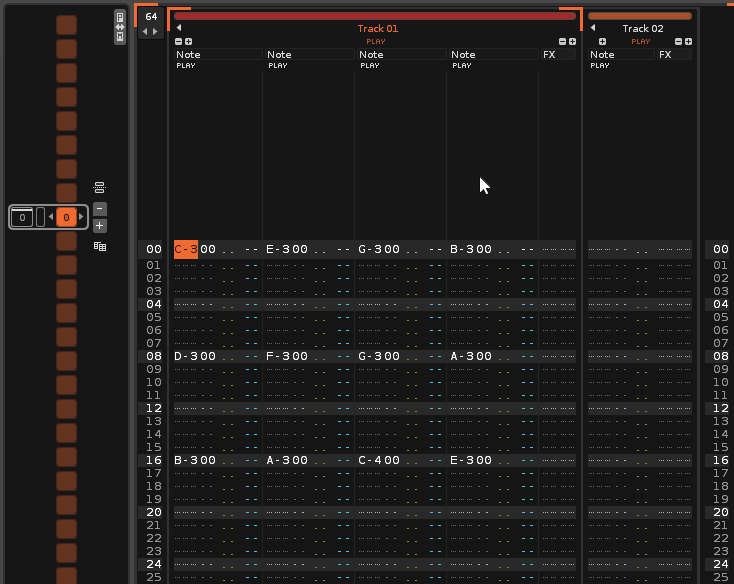 64
Track 01
Track 02
PLAY
PLAY
Note Note Note Note FX Note FX
PLAY PLAY PLAY PLAY PLAY
0 0
00 C-300 .. -- E-300 .. -- G-300 .. -- B-300 .. -- 00
01 01
02 02
03 03
04 04
05 05
06 06
07 07
08 D-300 .. -- F-300 .. -- G-300 .. -- A-300 .. -- 08
09 09
10 10
11 11
12 12
13 13
14 14
15 15
16 B-300 .. -- A-300 .. -- C-400 .. -- E-300 .. -- 16
17 17
18 18
19 19
20 20
21 21
22 22
23 23
24 24
25 25